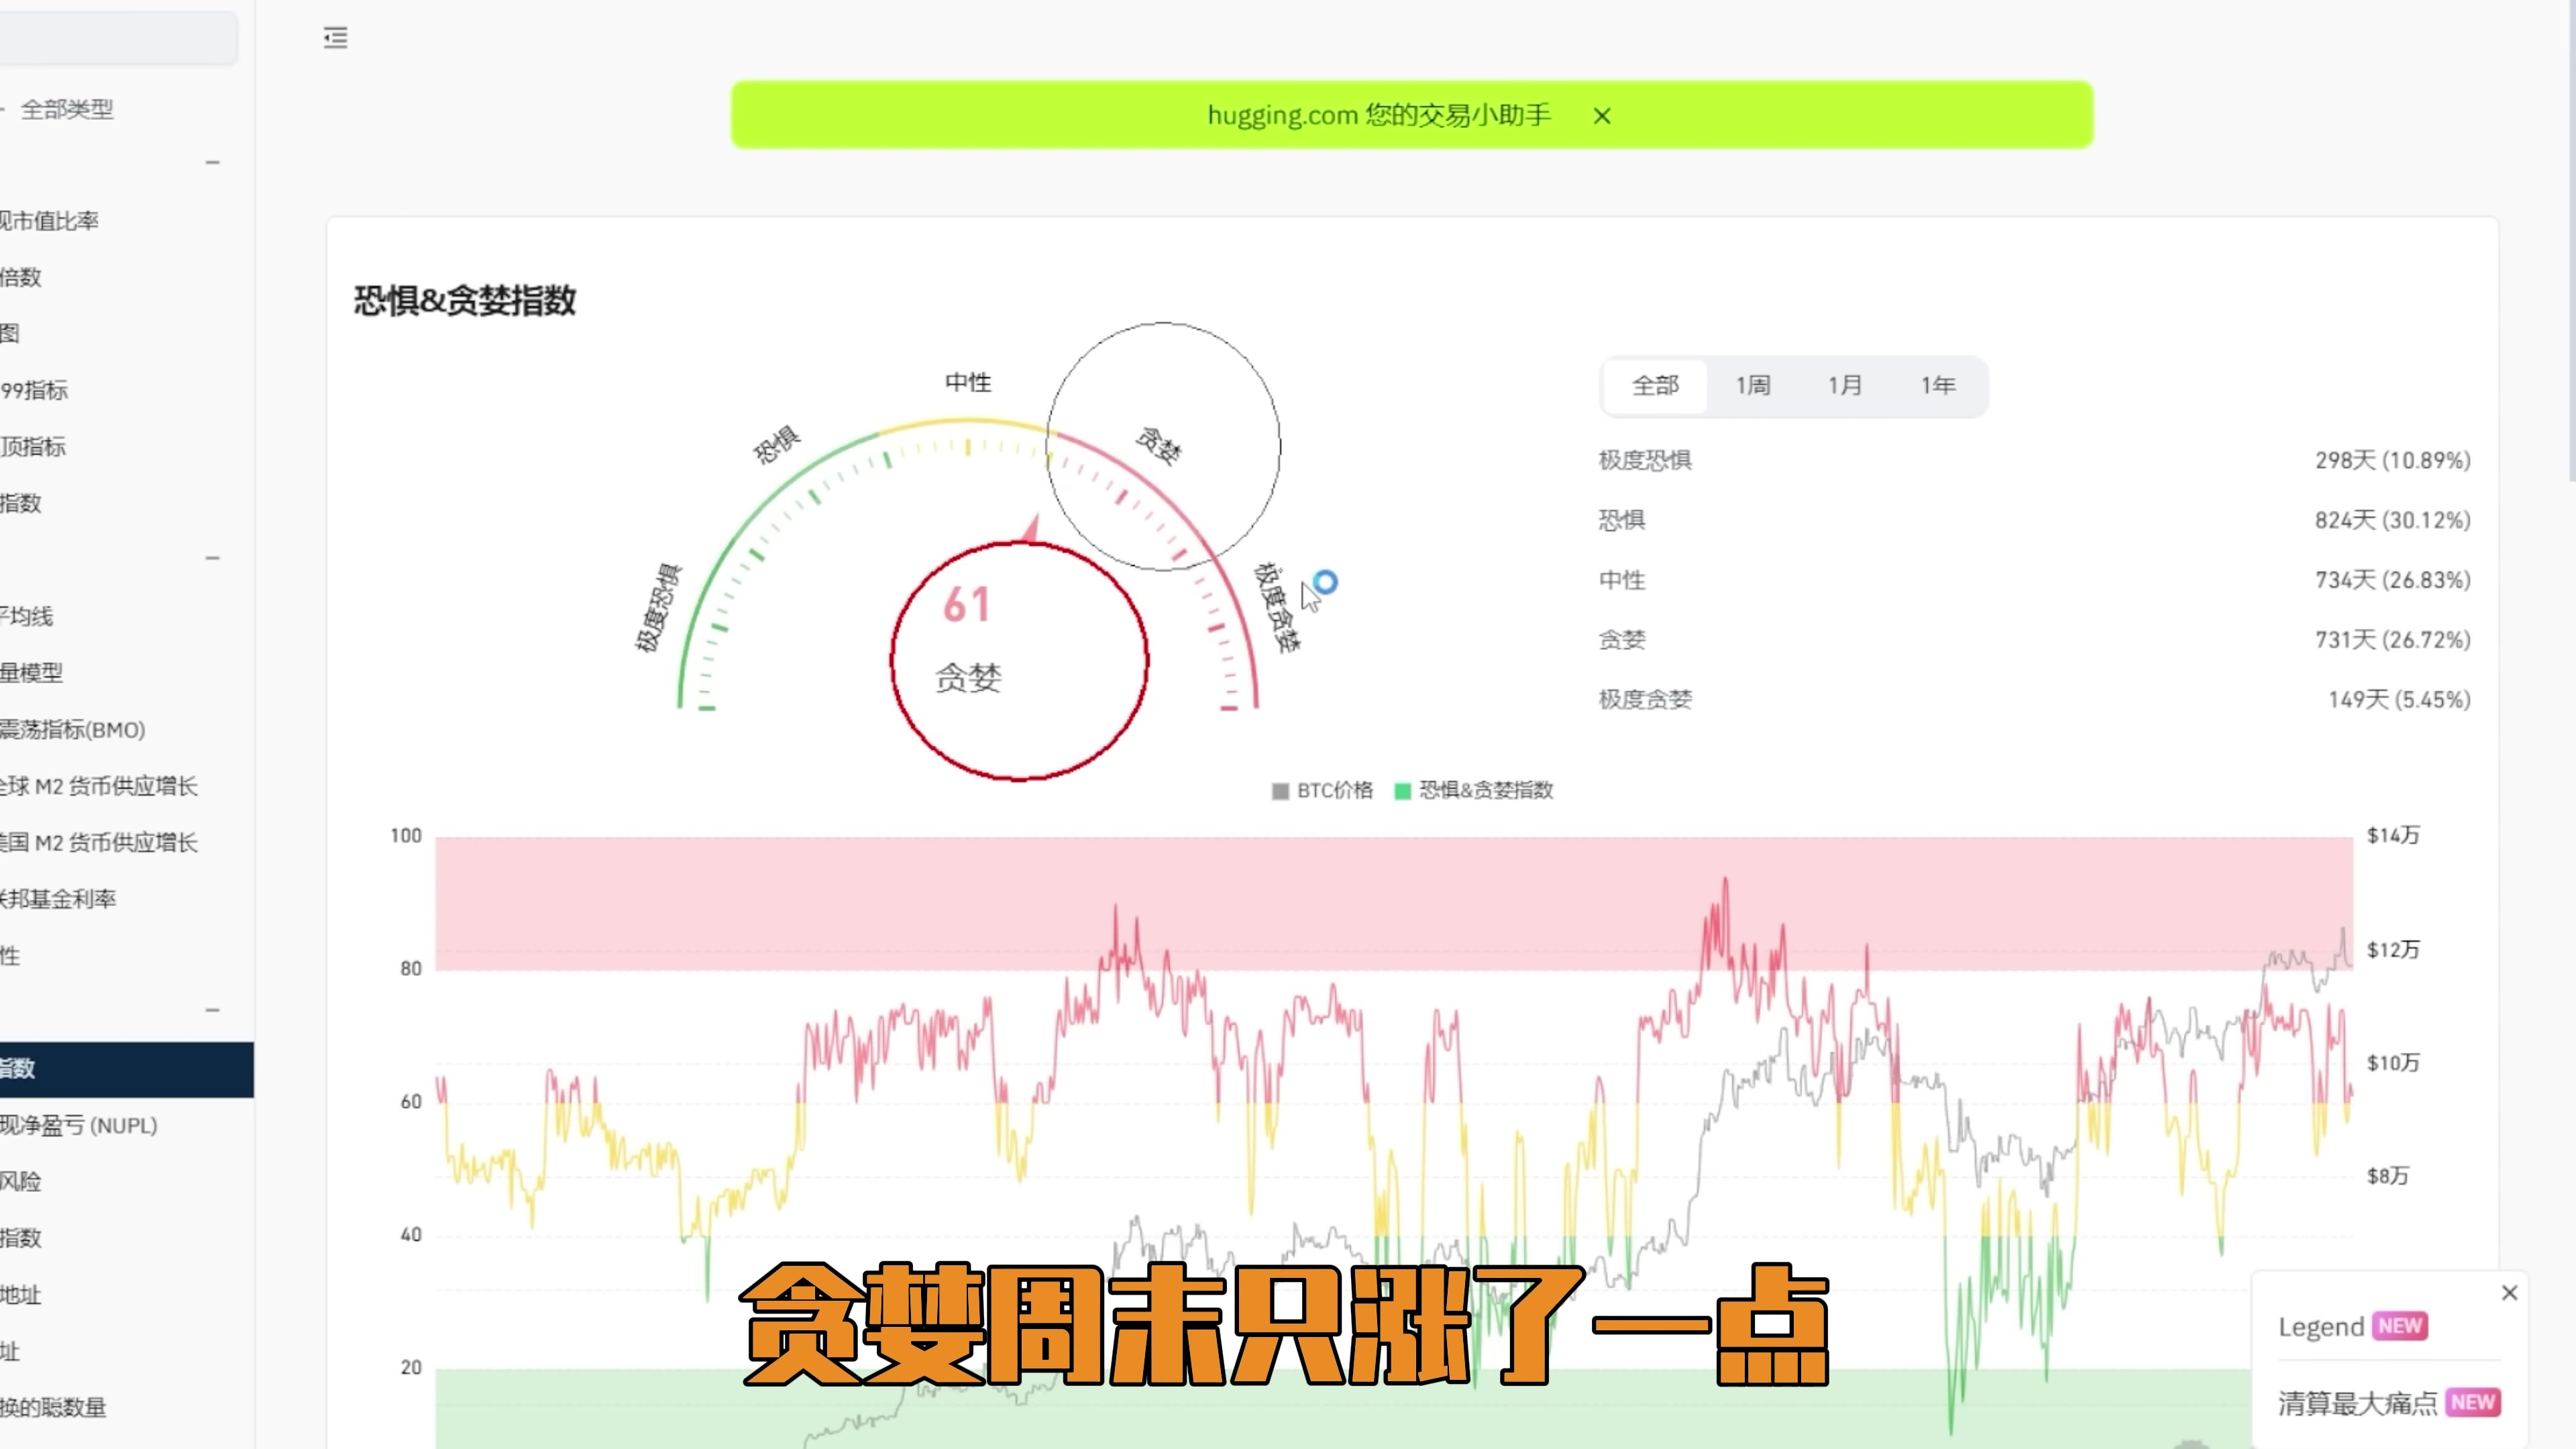 全部类型
现市值比率
倍数
图
99指标
顶指标
指数
平均线
量模型
震荡指标(BMO)
全球 M2 货币供应增长
美国 M2 货币供应增长
联邦基金利率
性
指数
现净盈亏 (NUPL)
风险
指数
地址
址
换的聪数量
hugging.com 您的交易小助手
恐惧&贪婪指数
极度恐惧
恐惧
中性
贪婪
极度贪婪
61
贪婪
全部 1周 1月 1年
极度恐惧 298天 (10.89%)
恐惧 824天 (30.12%)
中性 734天 (26.83%)
贪婪 731天 (26.72%)
极度贪婪 149天 (5.45%)
BTC价格 恐惧&贪婪指数
100 $14万
80 $12万
60 $10万
40 $8万
20
贪婪周末只涨了一点
Legend NEW
清算最大痛点 NEW